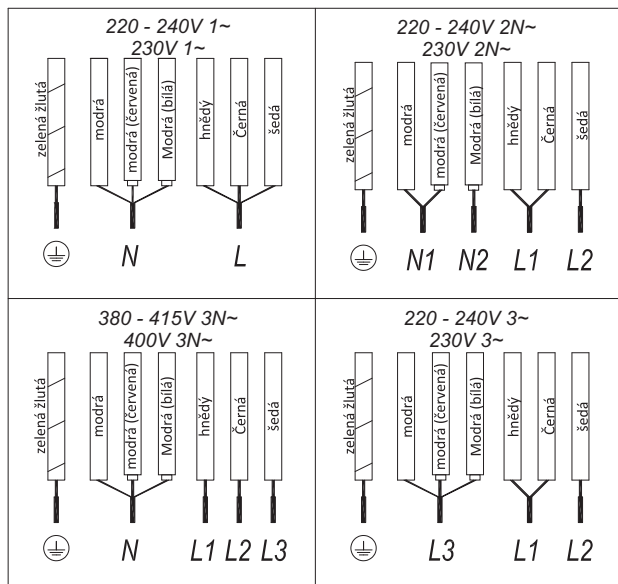 220 - 240V 1~
230V 1~
zelená žlutá
modrá
modrá (červená)
Modrá (bílá)
hnědý
Černá
šedá
N
L
220 - 240V 2N~
230V 2N~
zelená žlutá
modrá
modrá (červená)
Modrá (bílá)
hnědý
Černá
šedá
N1 N2 L1 L2
380 - 415V 3N~
400V 3N~
zelená žlutá
modrá
modrá (červená)
Modrá (bílá)
hnědý
Černá
šedá
N L1 L2 L3
220 - 240V 3~
230V 3~
zelená žlutá
modrá
modrá (červená)
Modrá (bílá)
hnědý
Černá
šedá
L3 L1 L2